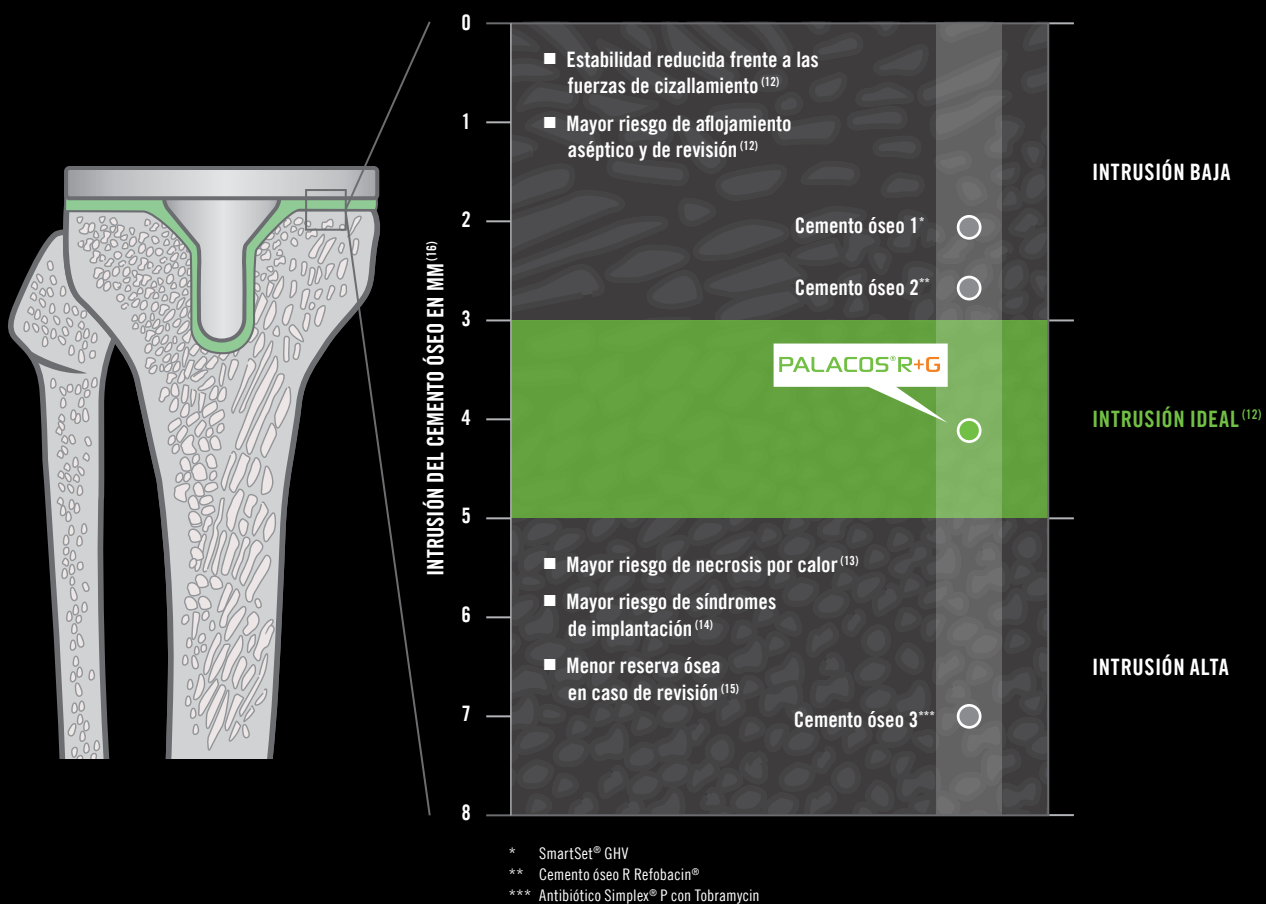 INTRUSIÓN DEL CEMENTO ÓSEO EN MM (16)
0
1
2
3
4
5
6
7
8
■ Estabilidad reducida frente a las
fuerzas de cizallamiento (12)
■ Mayor riesgo de aflojamiento
aséptico y de revisión (12)
INTRUSIÓN BAJA
Cemento óseo 1*
Cemento óseo 2**
PALACOS®R+G
INTRUSIÓN IDEAL (12)
■ Mayor riesgo de necrosis por calor (13)
■ Mayor riesgo de síndromes
de implantación (14)
■ Menor reserva ósea
en caso de revisión (15)
INTRUSIÓN ALTA
Cemento óseo 3***
* SmartSet® GHV
** Cemento óseo R Refobacin®
*** Antibiótico Simplex® P con Tobramycin